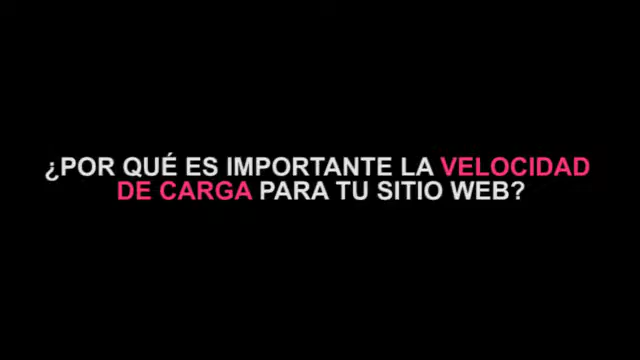 ¿POR QUÉ ES IMPORTANTE LA VELOCIDAD
DE CARGA PARA TU SITIO WEB?